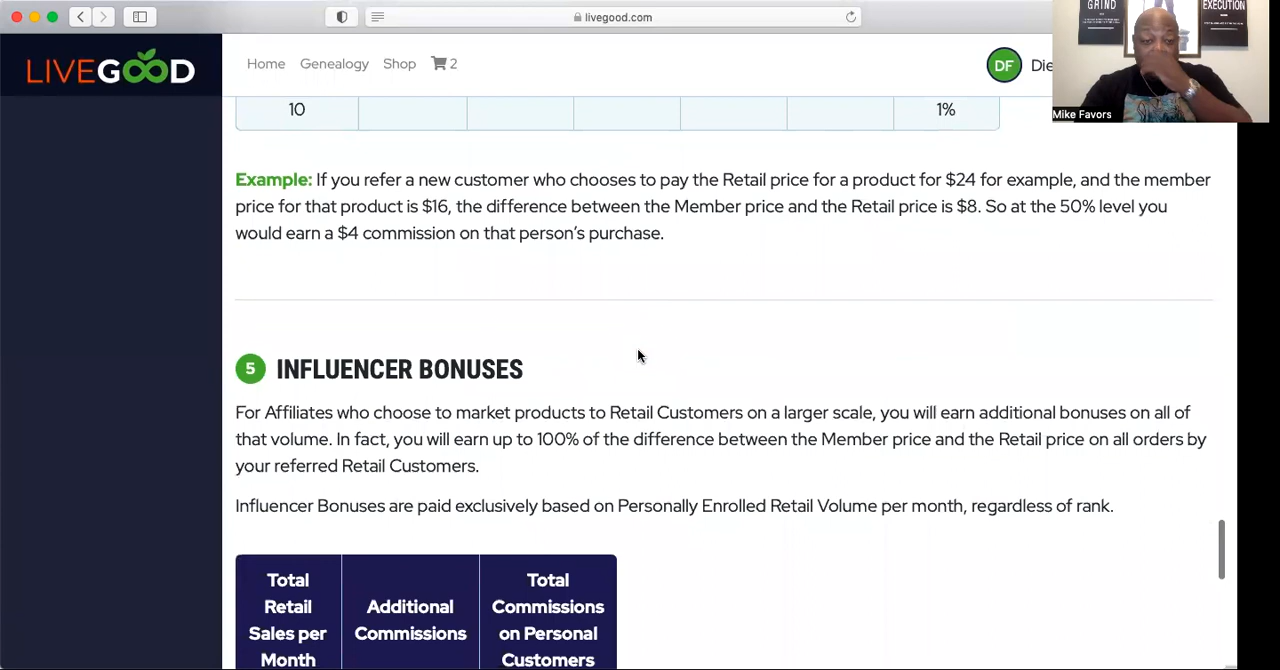 livegood.com
GRIND
EXECUTION
LIVEGOOD
Home Genealogy Shop 2
DF Die
Mike Favors
10 1%
Example: If you refer a new customer who chooses to pay the Retail price for a product for $24 for example, and the member
price for that product is $16, the difference between the Member price and the Retail price is $8. So at the 50% level you
would earn a $4 commission on that person's purchase.
5 INFLUENCER BONUSES
For Affiliates who choose to market products to Retail Customers on a larger scale, you will earn additional bonuses on all of
that volume. In fact, you will earn up to 100% of the difference between the Member price and the Retail price on all orders by
your referred Retail Customers.
Influencer Bonuses are paid exclusively based on Personally Enrolled Retail Volume per month, regardless of rank.
Total
Retail
Sales per
Month
Additional
Commissions
Total
Commissions
on Personal
Customers